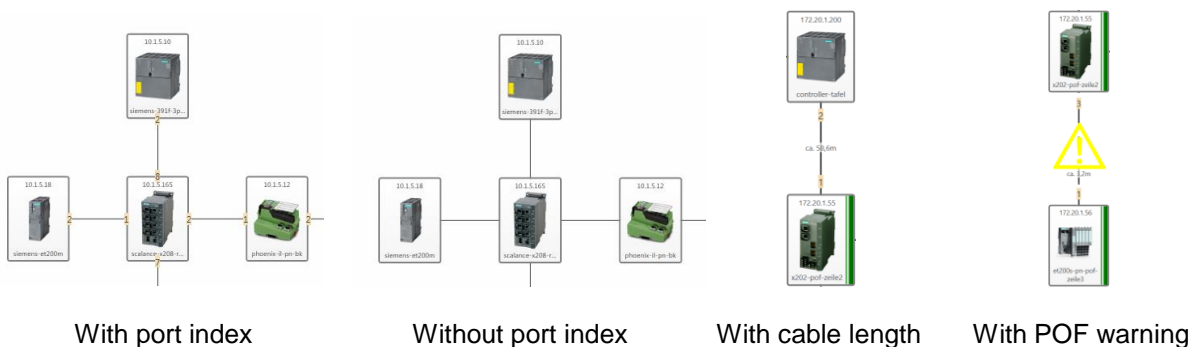 10.1.5.10
siemens-391f-3p...
2
8
10.1.5.18
siemens-et200m
2
1
10.1.5.165
scalance-x208-r...
2
7
1
10.1.5.12
phoenix-il-pn-bk
2
With port index
10.1.5.10
siemens-391f-3p...
10.1.5.18
siemens-et200m
10.1.5.165
scalance-x208-r...
10.1.5.12
phoenix-il-pn-bk
Without port index
172.20.1.200
controller-tafel
2
ca. 58,6m
1
172.20.1.55
x202-pof-zeile2
With cable length
172.20.1.55
x202-pof-zeile2
3
ca. 3,2m
1
172.20.1.56
et200s-pn-pof-
zeile3
With POF warning